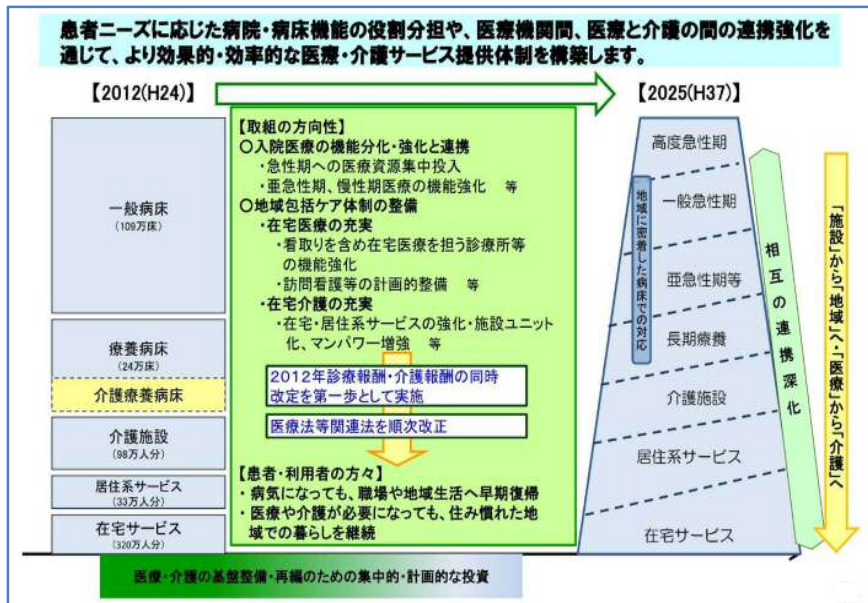 患者ニーズに応じた病院・病床機能の役割分担や、医療機関間、医療と介護の間の連携強化を
通じて、より効果的・効率的な医療・介護サービス提供体制を構築します。
【2012(H24)】
【2025(H37)】
一般病床
(109万床)
療養病床
(24万床)
介護療養病床
介護施設
(98万人分)
居住系サービス
(33万人分)
在宅サービス
(320万人分)
【取組の方向性】
○入院医療の機能分化・強化と連携
・急性期への医療資源集中投入
・亜急性期、慢性期医療の機能強化 等
○地域包括ケア体制の整備
・在宅医療の充実
・看取りを含め在宅医療を担う診療所等
の機能強化
・訪問看護等の計画的整備 等
・在宅介護の充実
・在宅・居住系サービスの強化・施設ユニット
化、マンパワー増強 等
2012年診療報酬・介護報酬の同時
改定を第一歩として実施
医療法等関連法を順次改正
【患者・利用者の方々】
・病気になっても、職場や地域生活へ早期復帰
・医療や介護が必要になっても、住み慣れた地
域での暮らしを継続
高度急性期
一般急性期
亜急性期等
長期療養
介護施設
居住系サービス
在宅サービス
地域に密着した病床での対応
相互の連携深化
「施設」から「地域」へ・「医療」から「介護」へ
医療・介護の基盤整備・再編のための集中的・計画的な投資